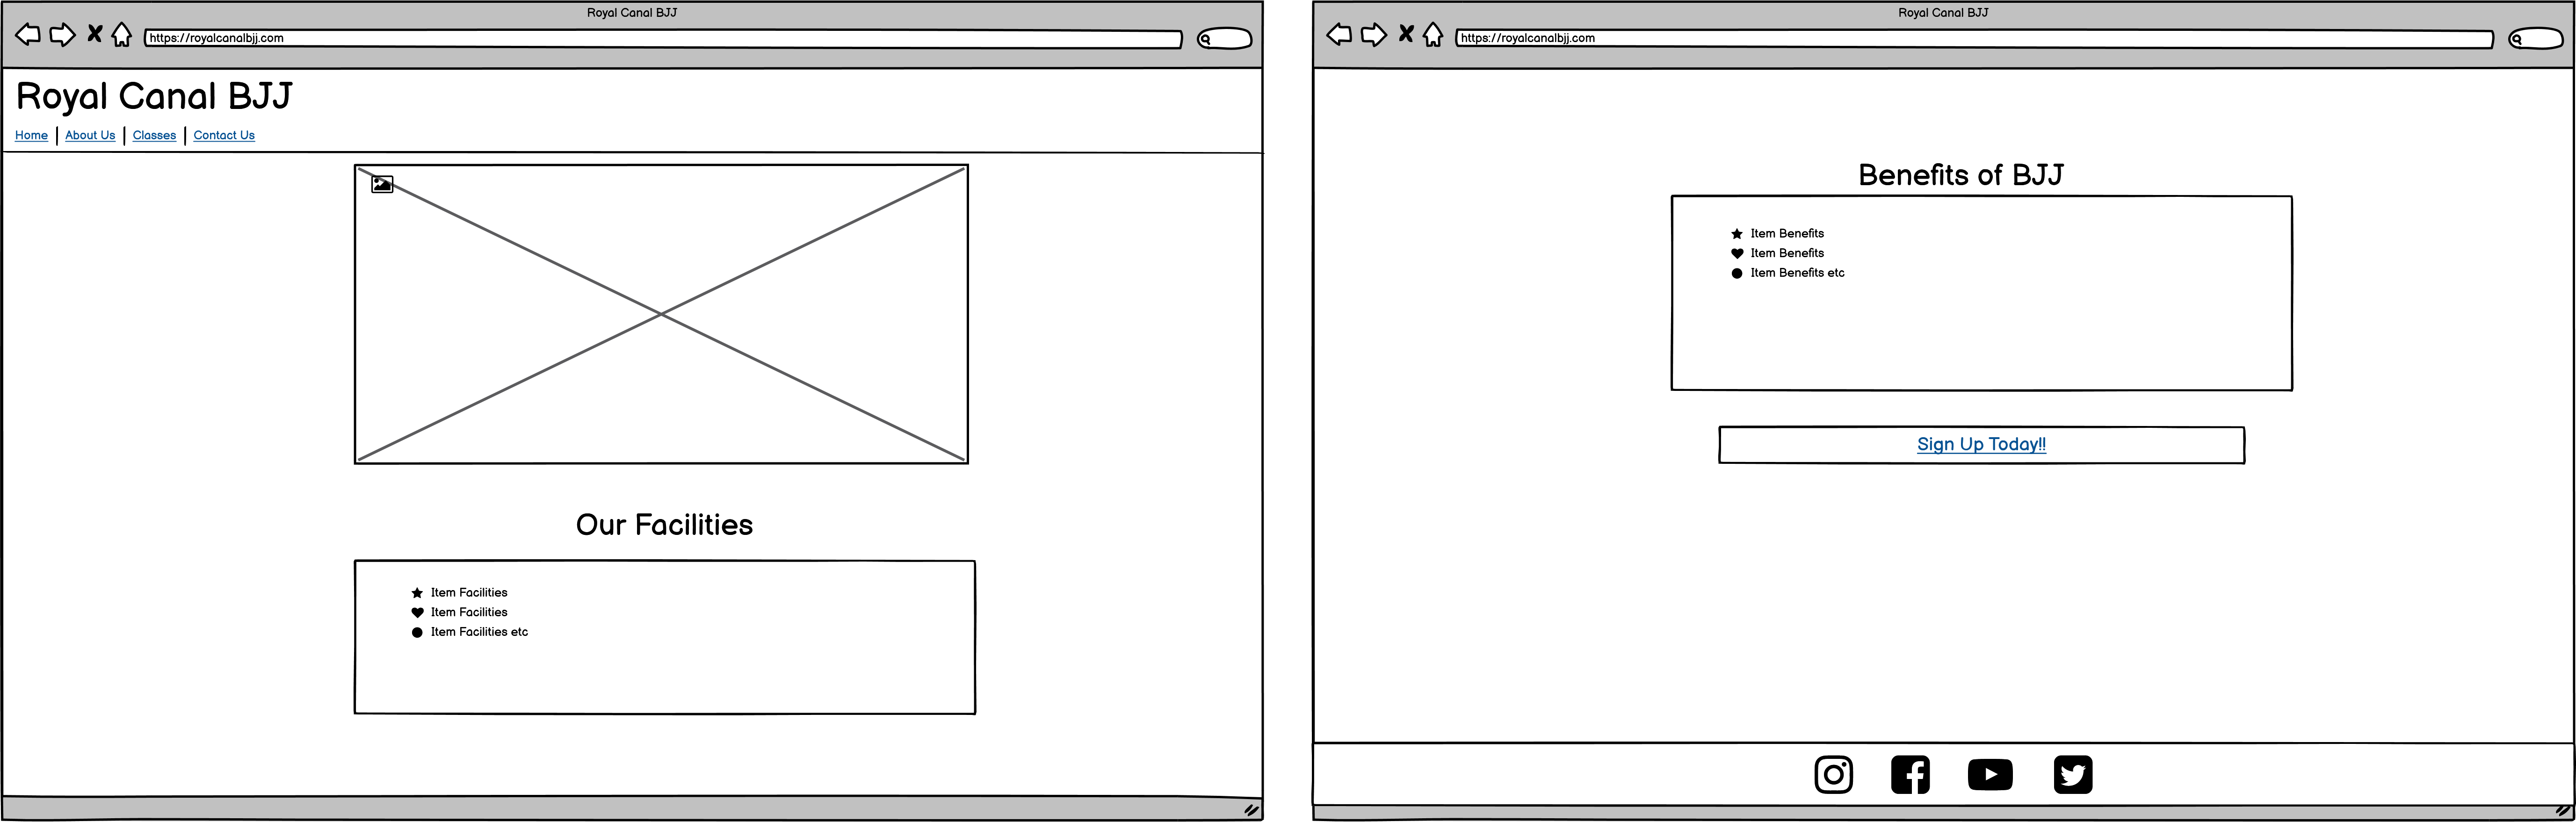 Royal Canal BJJ
https://royalcanalbjj.com
Royal Canal BJJ
Home About Us Classes Contact Us
Our Facilities
Item Facilities
Item Facilities
Item Facilities etc
Royal Canal BJJ
https://royalcanalbjj.com
Benefits of BJJ
Item Benefits
Item Benefits
Item Benefits etc
Sign Up Today!!